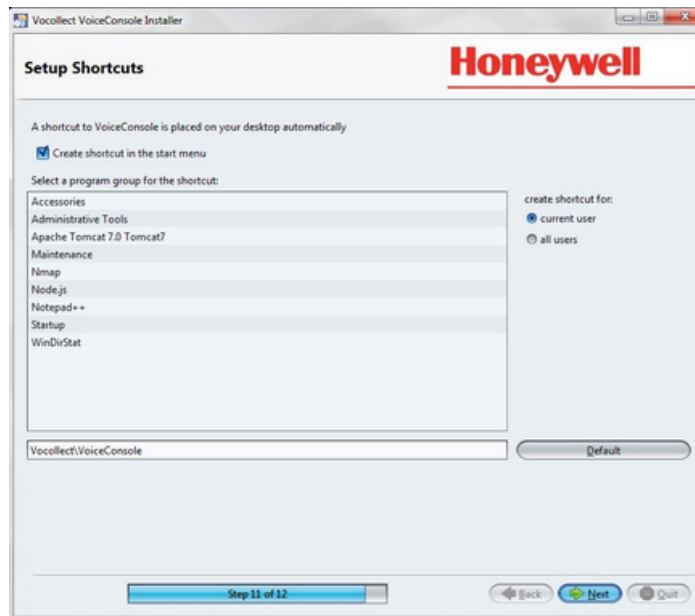 Vocollect VoiceConsole Installer
Setup Shortcuts
Honeywell
A shortcut to VoiceConsole is placed on your desktop automatically
Create shortcut in the start menu
Select a program group for the shortcut:
Accessories
Administrative Tools
Apache Tomcat 7.0 Tomcat7
Maintenance
Nmap
Node.js
Notepad++
Startup
WinDirStat
create shortcut for:
current user
all users
Vocollect\VoiceConsole
Default
Step 11 of 12
Back
Next
Quit